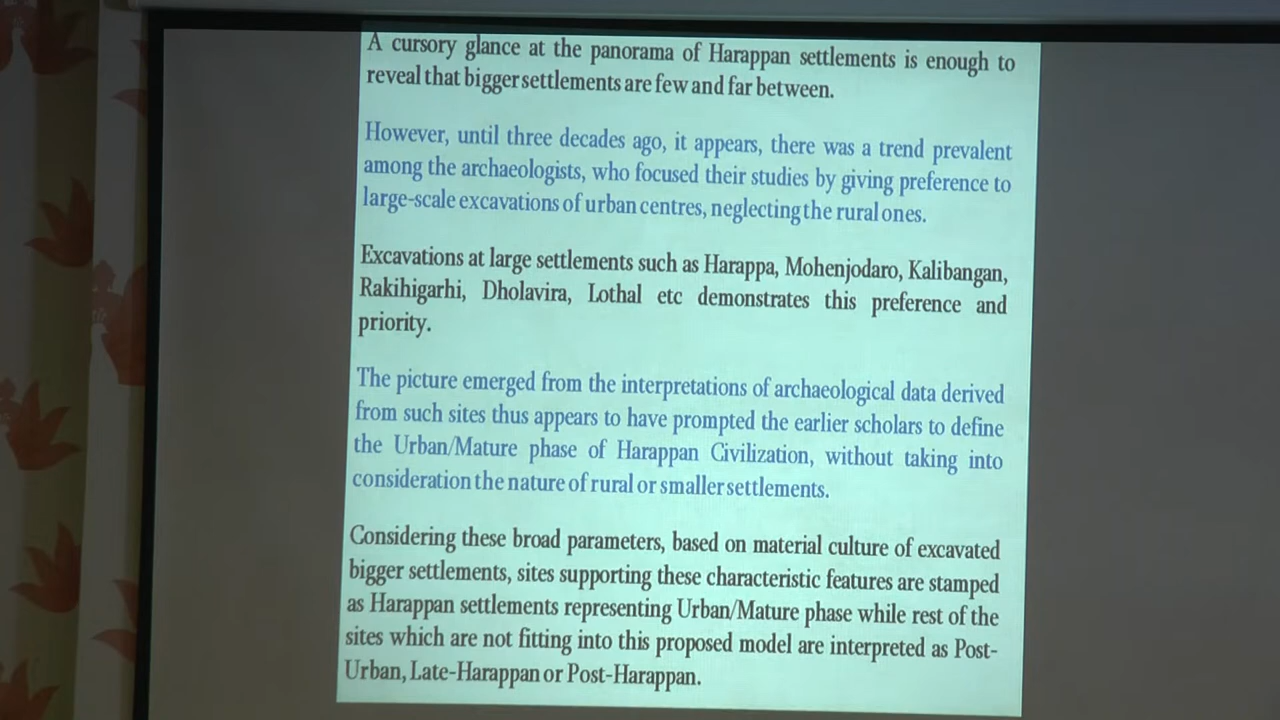 A cursory glance at the panorama of Harappan settlements is enough to
reveal that bigger settlements are few and far between.
However, until three decades ago, it appears, there was a trend prevalent
among the archaeologists, who focused their studies by giving preference to
large-scale excavations of urban centres, neglecting the rural ones.
Excavations at large settlements such as Harappa, Mohenjodaro, Kalibangan,
Rakihigarhi, Dholavira, Lothal etc demonstrates this preference and
priority.
The picture emerged from the interpretations of archaeological data derived
from such sites thus appears to have prompted the earlier scholars to define
the Urban/Mature phase of Harappan Civilization, without taking into
consideration the nature of rural or smaller settlements.
Considering these broad parameters, based on material culture of excavated
bigger settlements, sites supporting these characteristic features are stamped
as Harappan settlements representing Urban/Mature phase while rest of the
sites which are not fitting into this proposed model are interpreted as Post-
Urban, Late-Harappan or Post-Harappan.